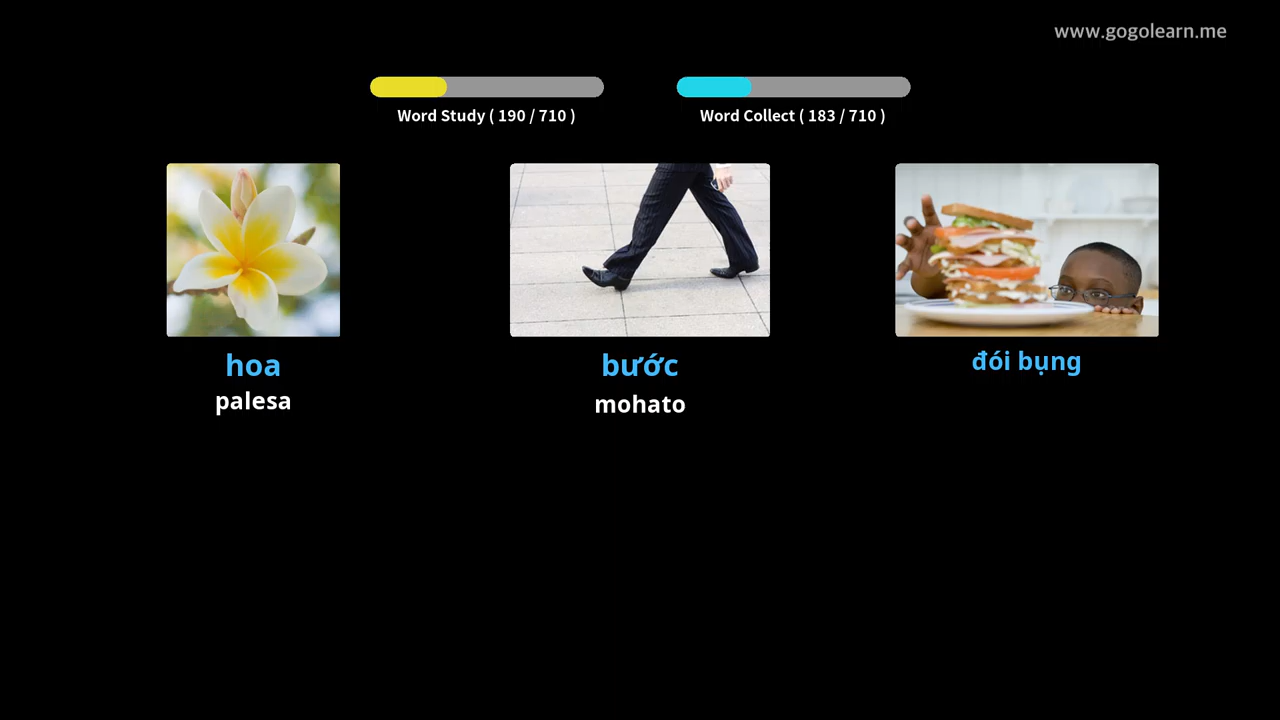 www.gogolearn.me
Word Study ( 190 / 710 )
Word Collect ( 183 / 710 )
hoa
palesa
bước
mohato
đói bụng